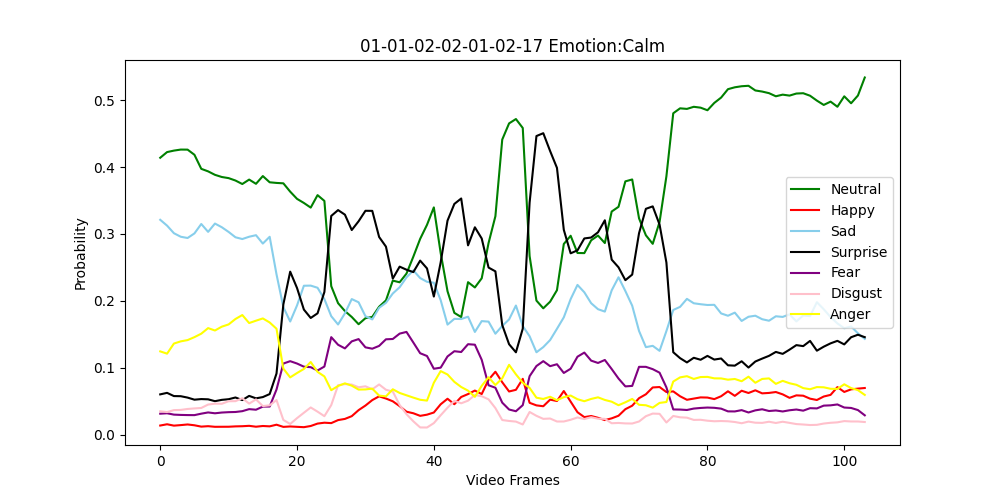 01-01-02-02-01-02-17 Emotion:Calm
Probability
0.5
0.4
0.3
0.2
0.1
0.0
0 20 40 60 80 100
Video Frames
Neutral
Happy
Sad
Surprise
Fear
Disgust
Anger